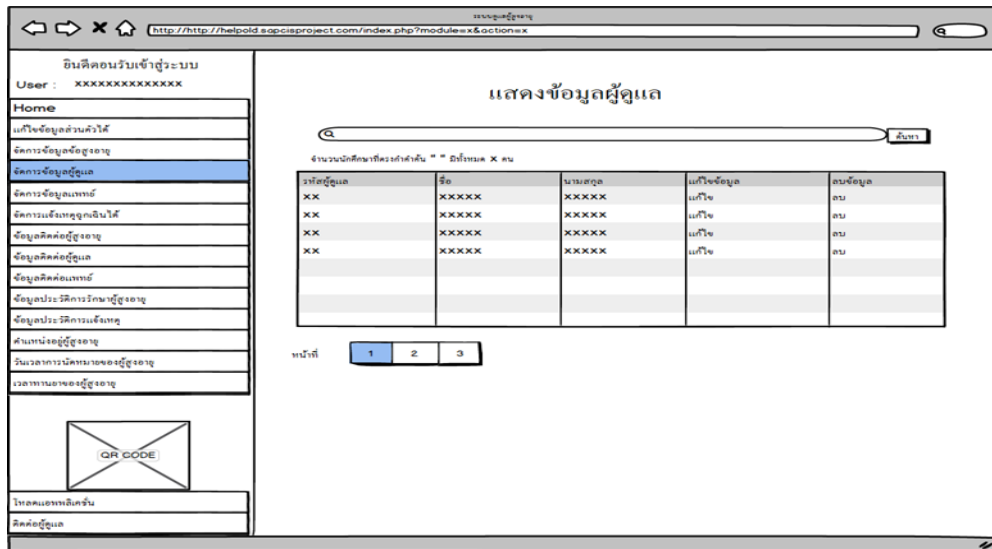 ระบบดูแลผู้สูงอายุ
http://http://helpold.sapcisproject.com/index.php?module=x&action=x
ยินดีตอนรับเข้าสู่ระบบ
User : XXXXXXXXXXXXXX
Home
แก้ไขข้อมูลส่วนตัวได้
จัดการข้อมูลข้อสูงอายุ
จัดการข้อมูลผู้ดูแล
จัดการข้อมูลแพทย์
จัดการแจ้งเหตุฉุกเฉินได้
ข้อมูลติดต่อผู้สูงอายุ
ข้อมูลติดต่อผู้ดูแล
ข้อมูลติดต่อแพทย์
ข้อมูลประวัติการรักษาผู้สูงอายุ
ข้อมูลประวัติการแจ้งเหตุ
ตำแหน่งอยู่ผู้สูงอายุ
วันเวลาการนัดหมายของผู้สูงอายุ
เวลาทานยาของผู้สูงอายุ
QR CODE
โหลดแอพพลิเคชั่น
ติดต่อผู้ดูแล
แสดงข้อมูลผู้ดูแล
ค้นหา
จำนวนนักศึกษาที่ตรงกำคำค้น " " มีทั้งหมด X คน
รหัสผู้ดูแล ชื่อ นามสกุล แก้ไขข้อมูล ลบข้อมูล
XX XXXXX XXXXX แก้ไข ลบ
XX XXXXX XXXXX แก้ไข ลบ
XX XXXXX XXXXX แก้ไข ลบ
XX XXXXX XXXXX แก้ไข ลบ
หน้าที่ 1 2 3